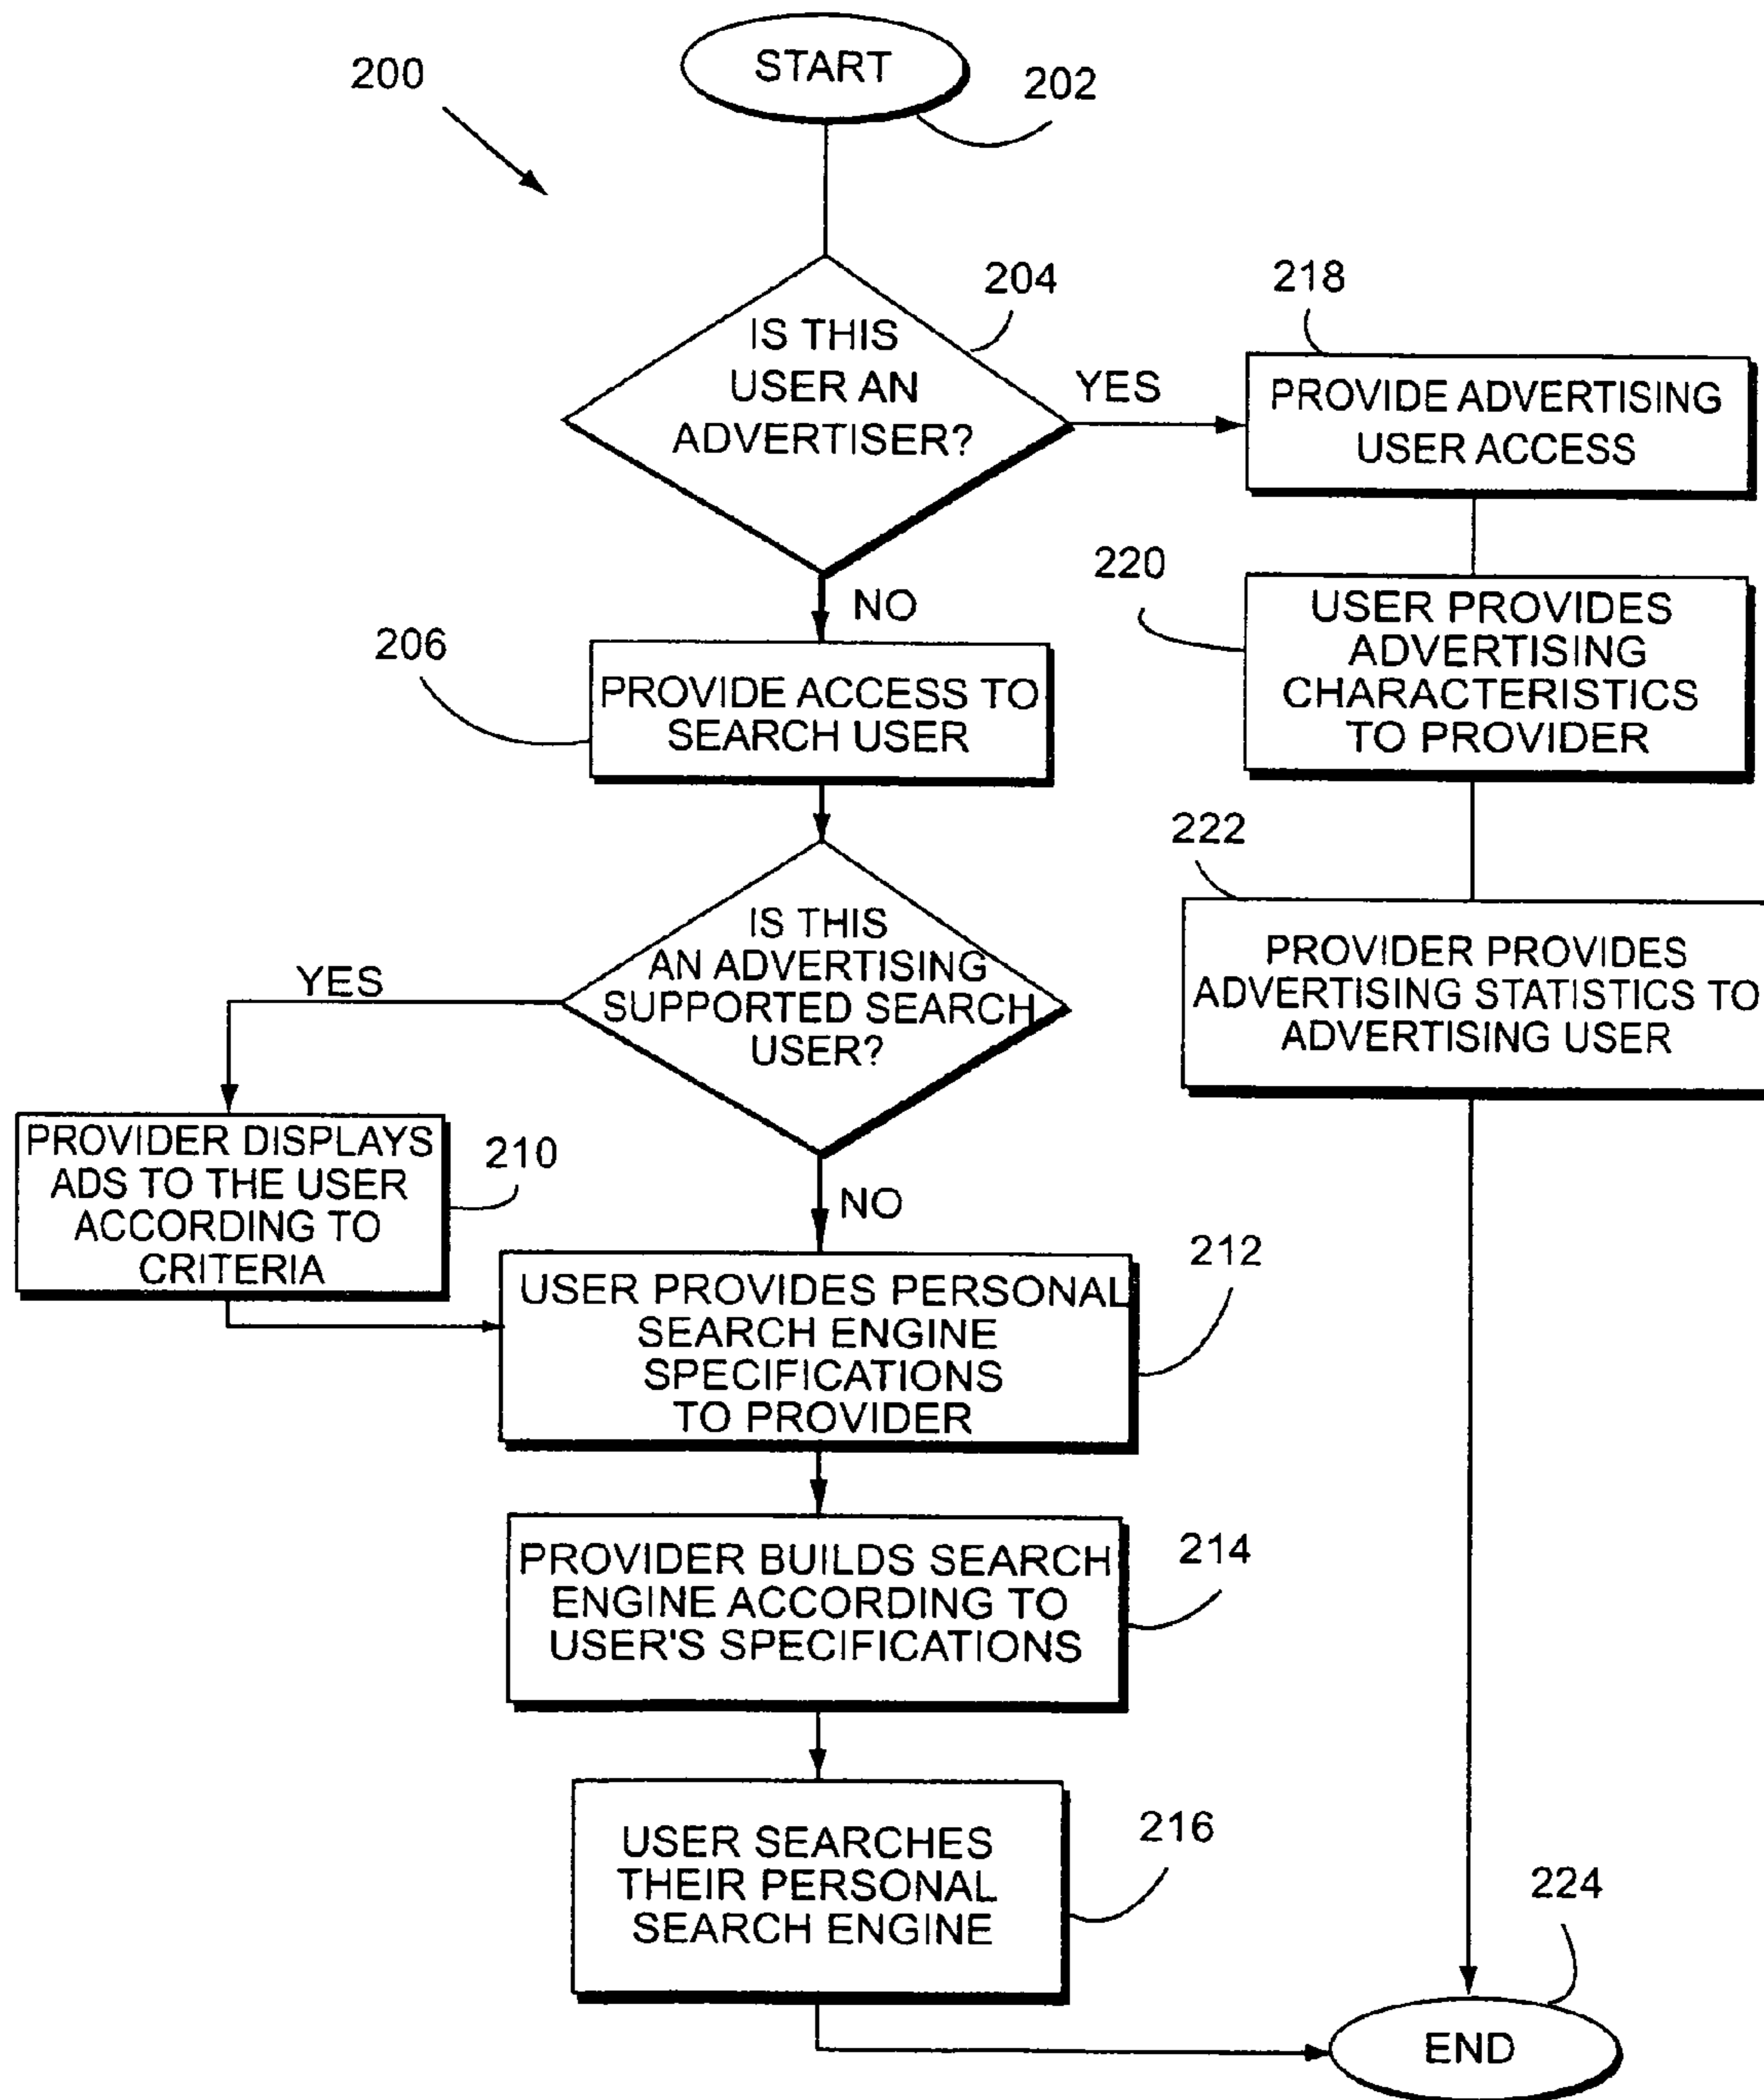 START
200
202
IS THIS
USER AN
ADVERTISER?
204
YES
218
PROVIDE ADVERTISING
USER ACCESS
NO
220
USER PROVIDES
ADVERTISING
CHARACTERISTICS
TO PROVIDER
206
PROVIDE ACCESS TO
SEARCH USER
222
PROVIDER PROVIDES
ADVERTISING STATISTICS TO
ADVERTISING USER
IS THIS
AN ADVERTISING
SUPPORTED SEARCH
USER?
YES
PROVIDER DISPLAYS
ADS TO THE USER
ACCORDING TO
CRITERIA
210
NO
USER PROVIDES PERSONAL
SEARCH ENGINE
SPECIFICATIONS
TO PROVIDER
212
PROVIDER BUILDS SEARCH
ENGINE ACCORDING TO
USER'S SPECIFICATIONS
214
USER SEARCHES
THEIR PERSONAL
SEARCH ENGINE
216
224
END